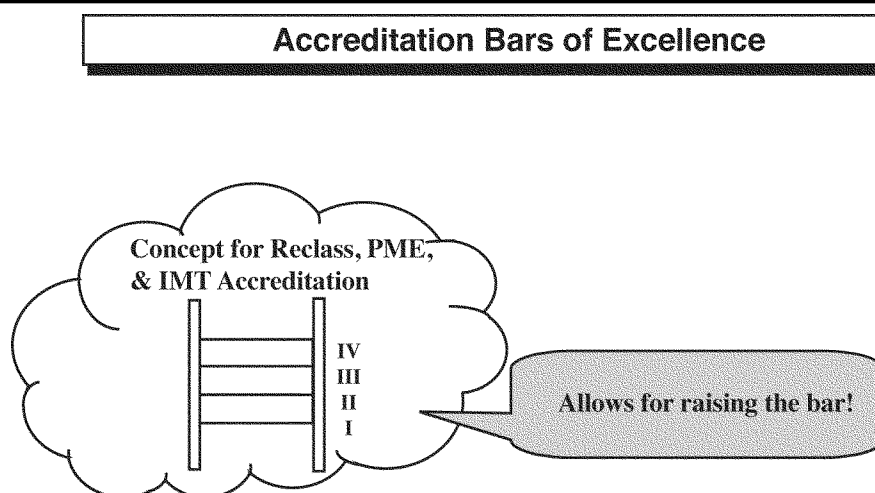 Accreditation Bars of Excellence
Concept for Reclass, PME,
& IMT Accreditation
IV
III
II
I
Allows for raising the bar!